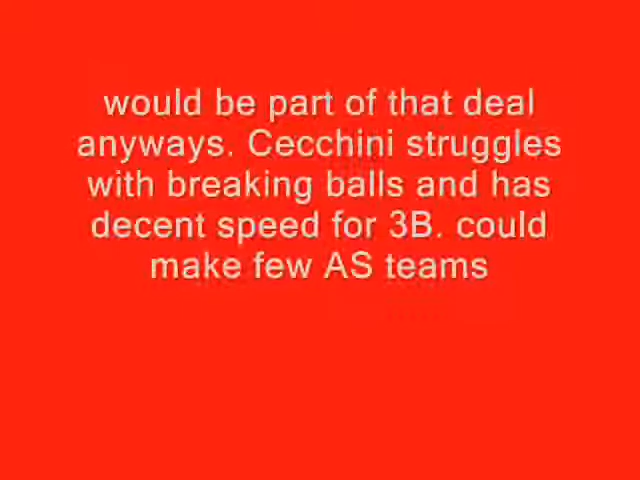 would be part of that deal
anyways. Cecchini struggles
with breaking balls and has
decent speed for 3B. could
make few AS teams